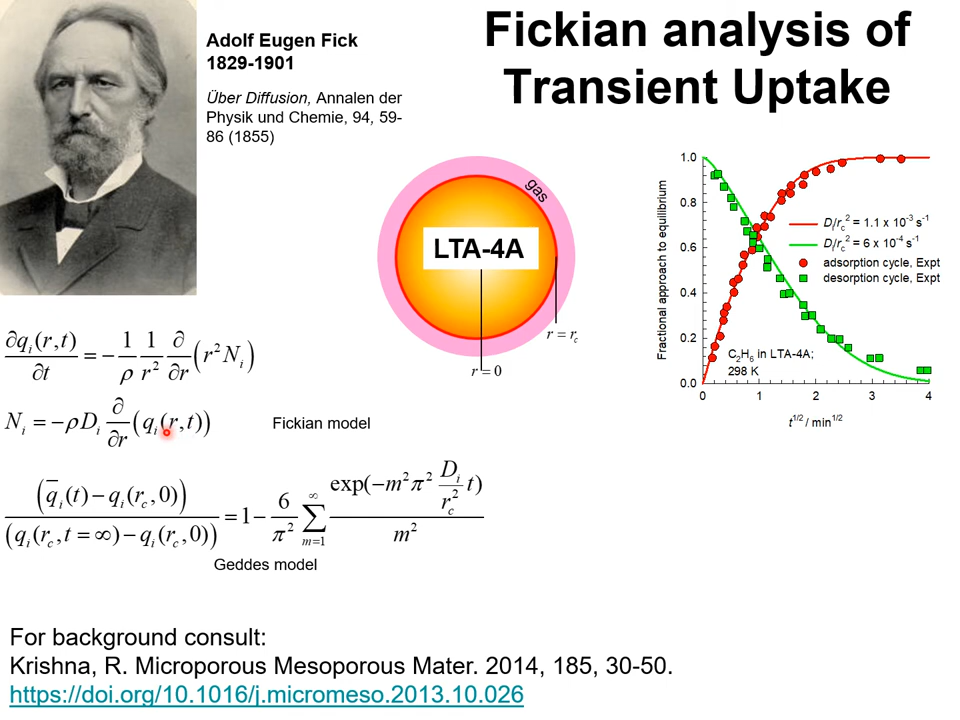 Fickian analysis of
Transient Uptake
Adolf Eugen Fick
1829-1901
Über Diffusion, Annalen der
Physik und Chemie, 94, 59-
86 (1855)
gas
LTA-4A
r = r_c
r = 0
∂q_i(r,t)/∂t = −(1/ρ)(1/r²)(∂/∂r)(r²N_i)
N_i = −ρD_i (∂/∂r)(q_i(r,t))
Fickian model
(q̅_i(t) − q_i(r_c,0))/(q_i(r_c,t = ∞) − q_i(r_c,0)) = 1 − (6/π²) ∑_{m=1}^{∞} exp(−m²π² (D_i/r_c²) t)/m²
Geddes model
Fractional approach to equilibrium
1.0
0.8
0.6
0.4
0.2
0.0
D_i/r_c² = 1.1 x 10⁻³ s⁻¹
D_i/r_c² = 6 x 10⁻⁴ s⁻¹
adsorption cycle, Expt
desorption cycle, Expt
C₂H₆ in LTA-4A;
298 K
0 1 2 3 4
t^{1/2} / min^{1/2}
For background consult:
Krishna, R. Microporous Mesoporous Mater. 2014, 185, 30-50.
https://doi.org/10.1016/j.micromeso.2013.10.026